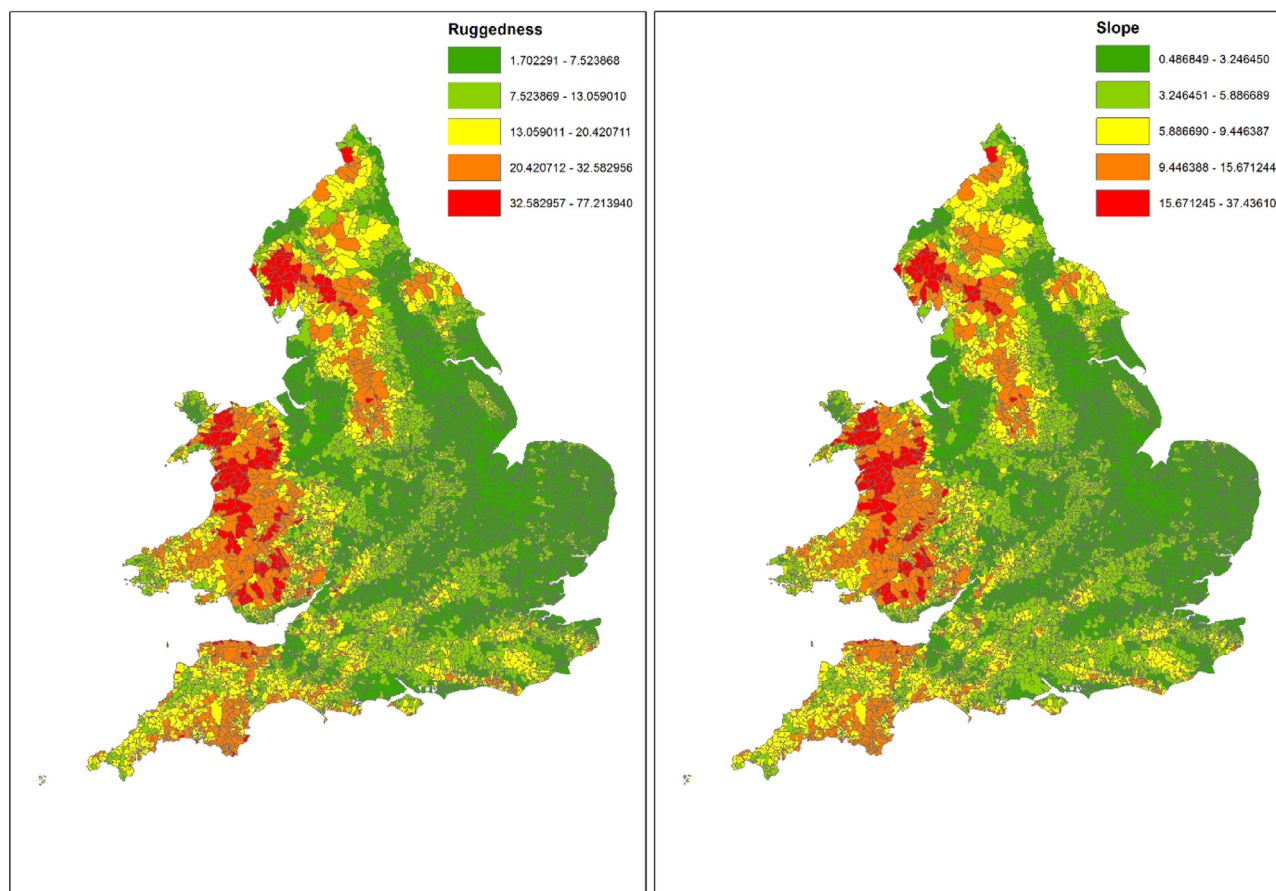 Ruggedness
1.702291 - 7.523868
7.523869 - 13.059010
13.059011 - 20.420711
20.420712 - 32.582956
32.582957 - 77.213940
Slope
0.486849 - 3.246450
3.246451 - 5.886689
5.886690 - 9.446387
9.446388 - 15.671244
15.671245 - 37.43610